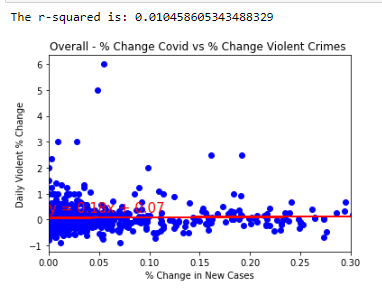 The r-squared is: 0.010458605343488329
Overall - % Change Covid vs % Change Violent Crimes
Daily Violent % Change
6
5
4
3
2
1
0
−1
0.00 0.05 0.10 0.15 0.20 0.25 0.30
% Change in New Cases